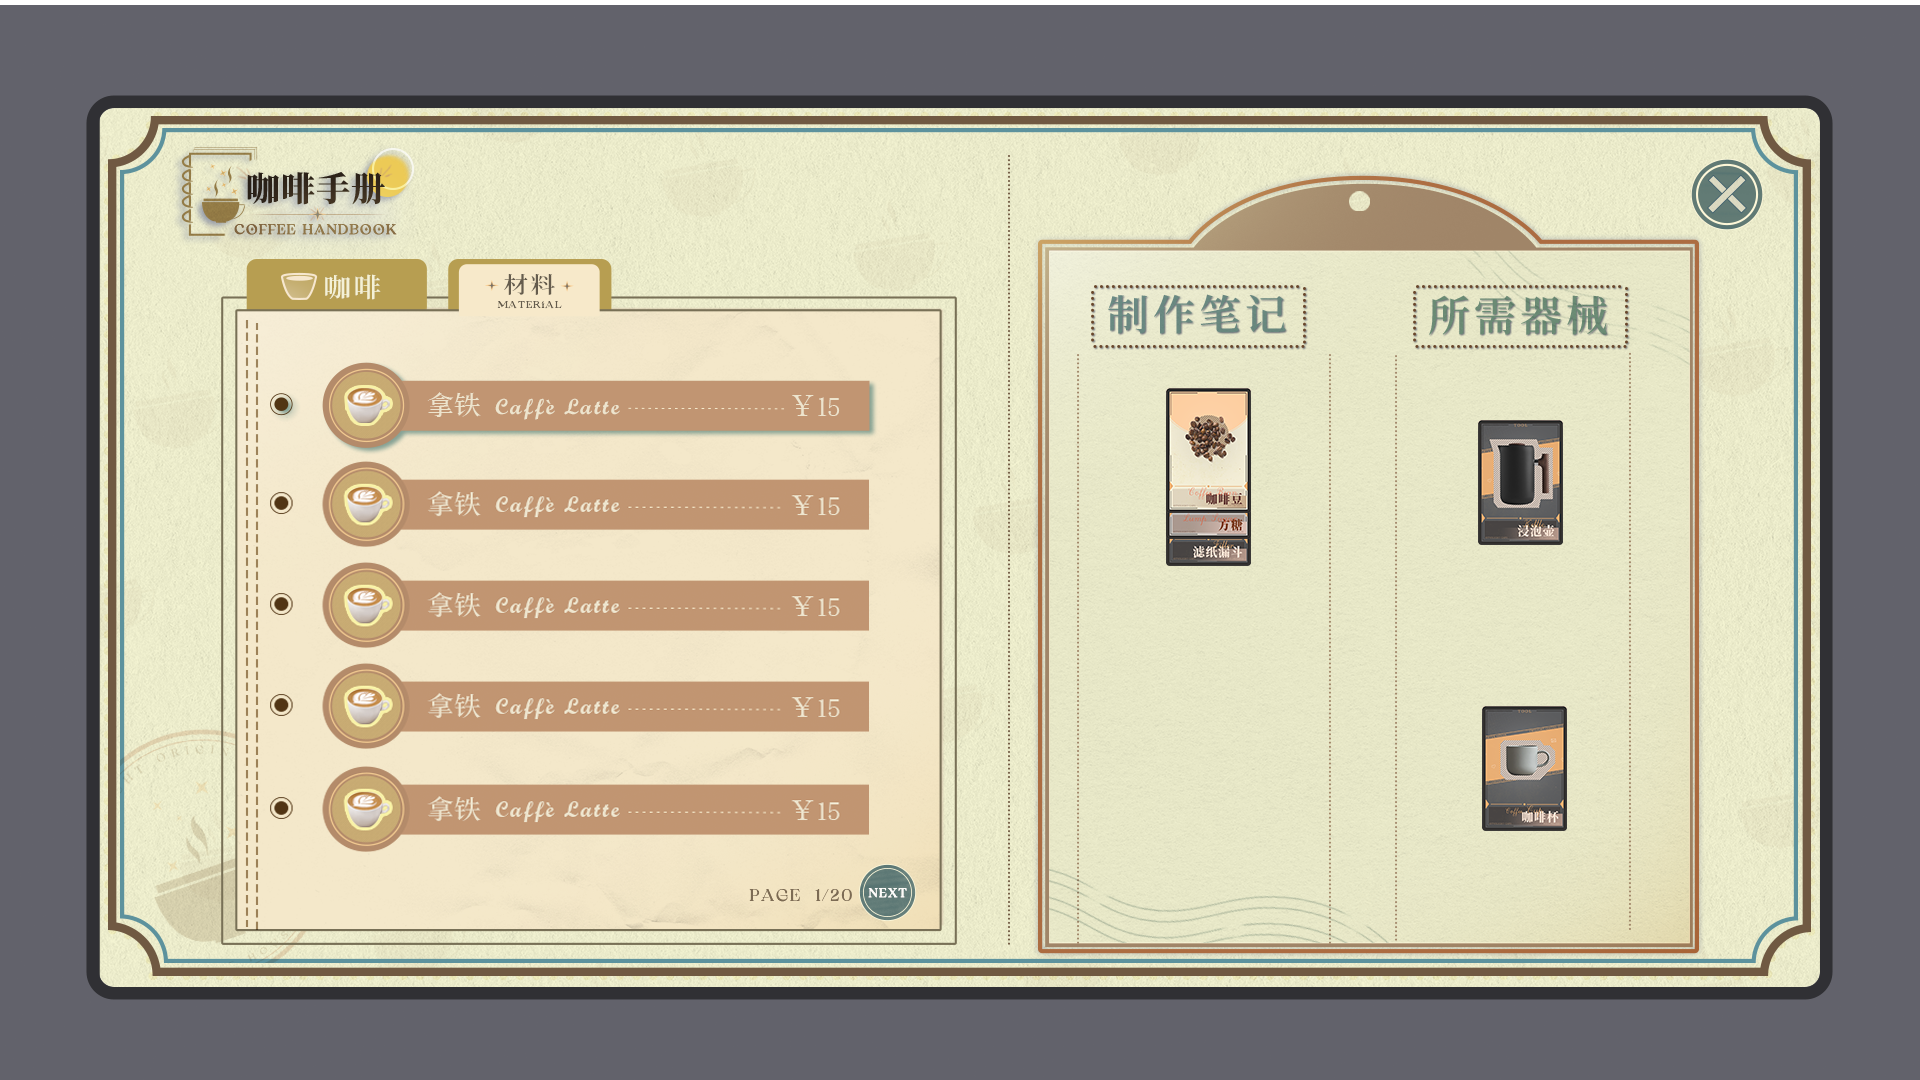 咖啡手册
COFFEE HANDBOOK
咖啡
材料
MATERIAL
拿铁 Caffè Latte ¥15
拿铁 Caffè Latte ¥15
拿铁 Caffè Latte ¥15
拿铁 Caffè Latte ¥15
拿铁 Caffè Latte ¥15
PAGE 1/20
NEXT
制作笔记
所需器械
咖啡豆
方糖
滤纸漏斗
浸泡壶
咖啡杯